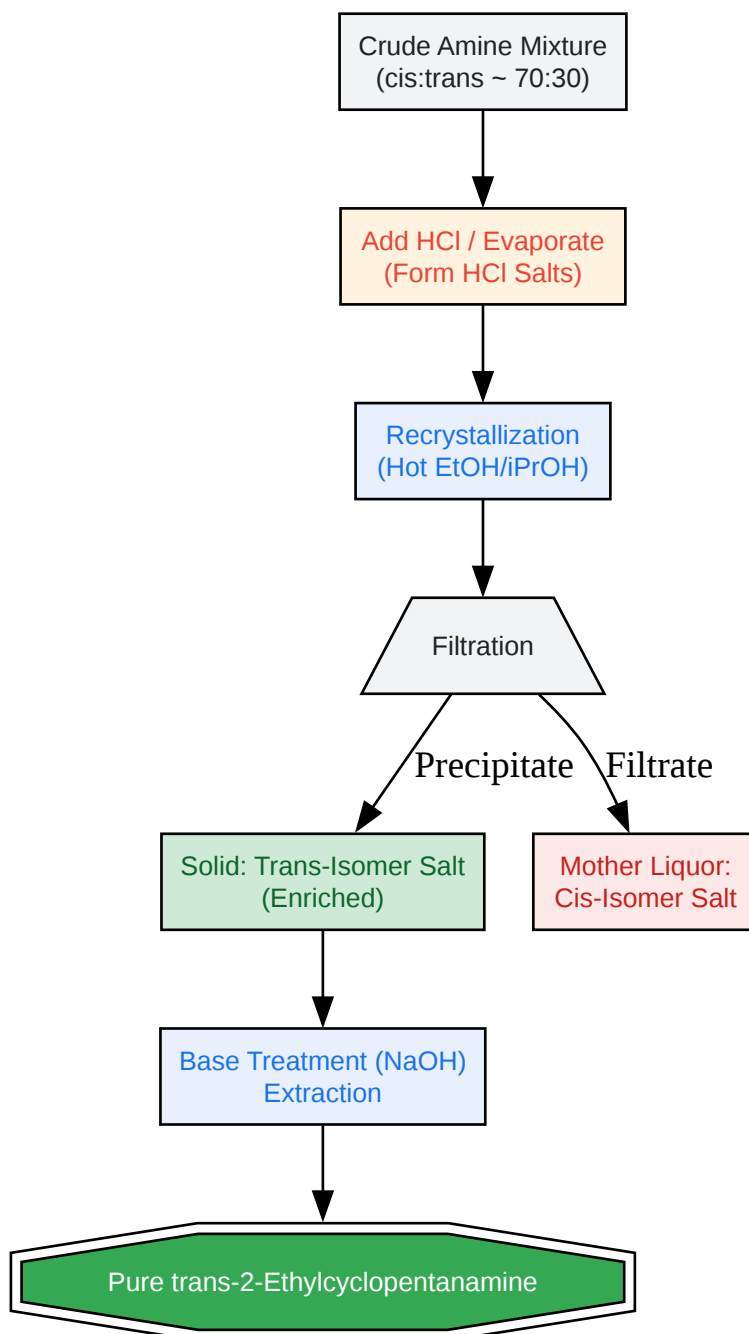 Crude Amine Mixture
(cis:trans ~ 70:30)
Add HCl / Evaporate
(Form HCl Salts)
Recrystallization
(Hot EtOH/iPrOH)
Filtration
Precipitate
Filtrate
Solid: Trans-Isomer Salt
(Enriched)
Mother Liquor:
Cis-Isomer Salt
Base Treatment (NaOH)
Extraction
Pure trans-2-Ethylcyclopentanamine